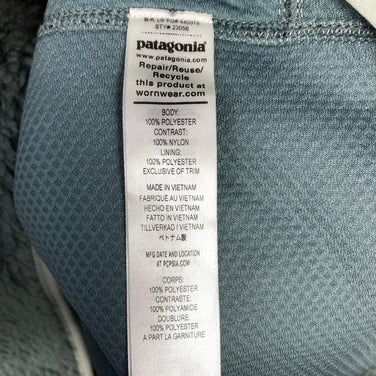 STY# 23056
patagonia
www.patagonia.com
Repair/Reuse/
Recycle
this product at
wornwear.com
BODY:
100% POLYESTER
CONTRAST:
100% NYLON
LINING:
100% POLYESTER
EXCLUSIVE OF TRIM
MADE IN VIETNAM
FABRIQUÉ AU VIETNAM
HECHO EN VIETNAM
FATTO IN VIETNAM
TILLVERKAD I VIETNAM
ベトナム製
MFG DATE AND LOCATION
AT PCPSIA.COM
CORPS:
100% POLYESTER
CONTRASTE:
100% POLYAMIDE
DOUBLURE:
100% POLYESTER
A PART LA GARNITURE